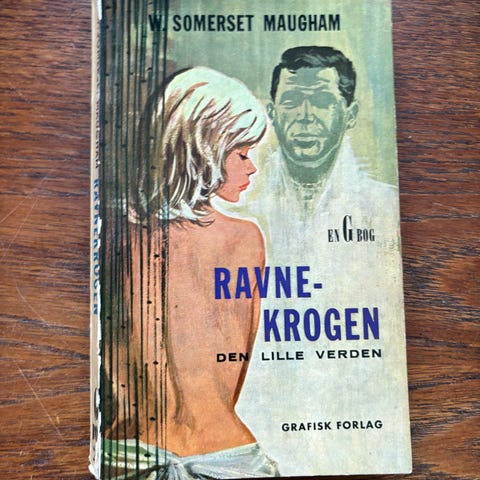 W. SOMERSET MAUGHAM
EN G BOG
RAVNE-
KROGEN
DEN LILLE VERDEN
GRAFISK FORLAG
RAVNEKROGEN